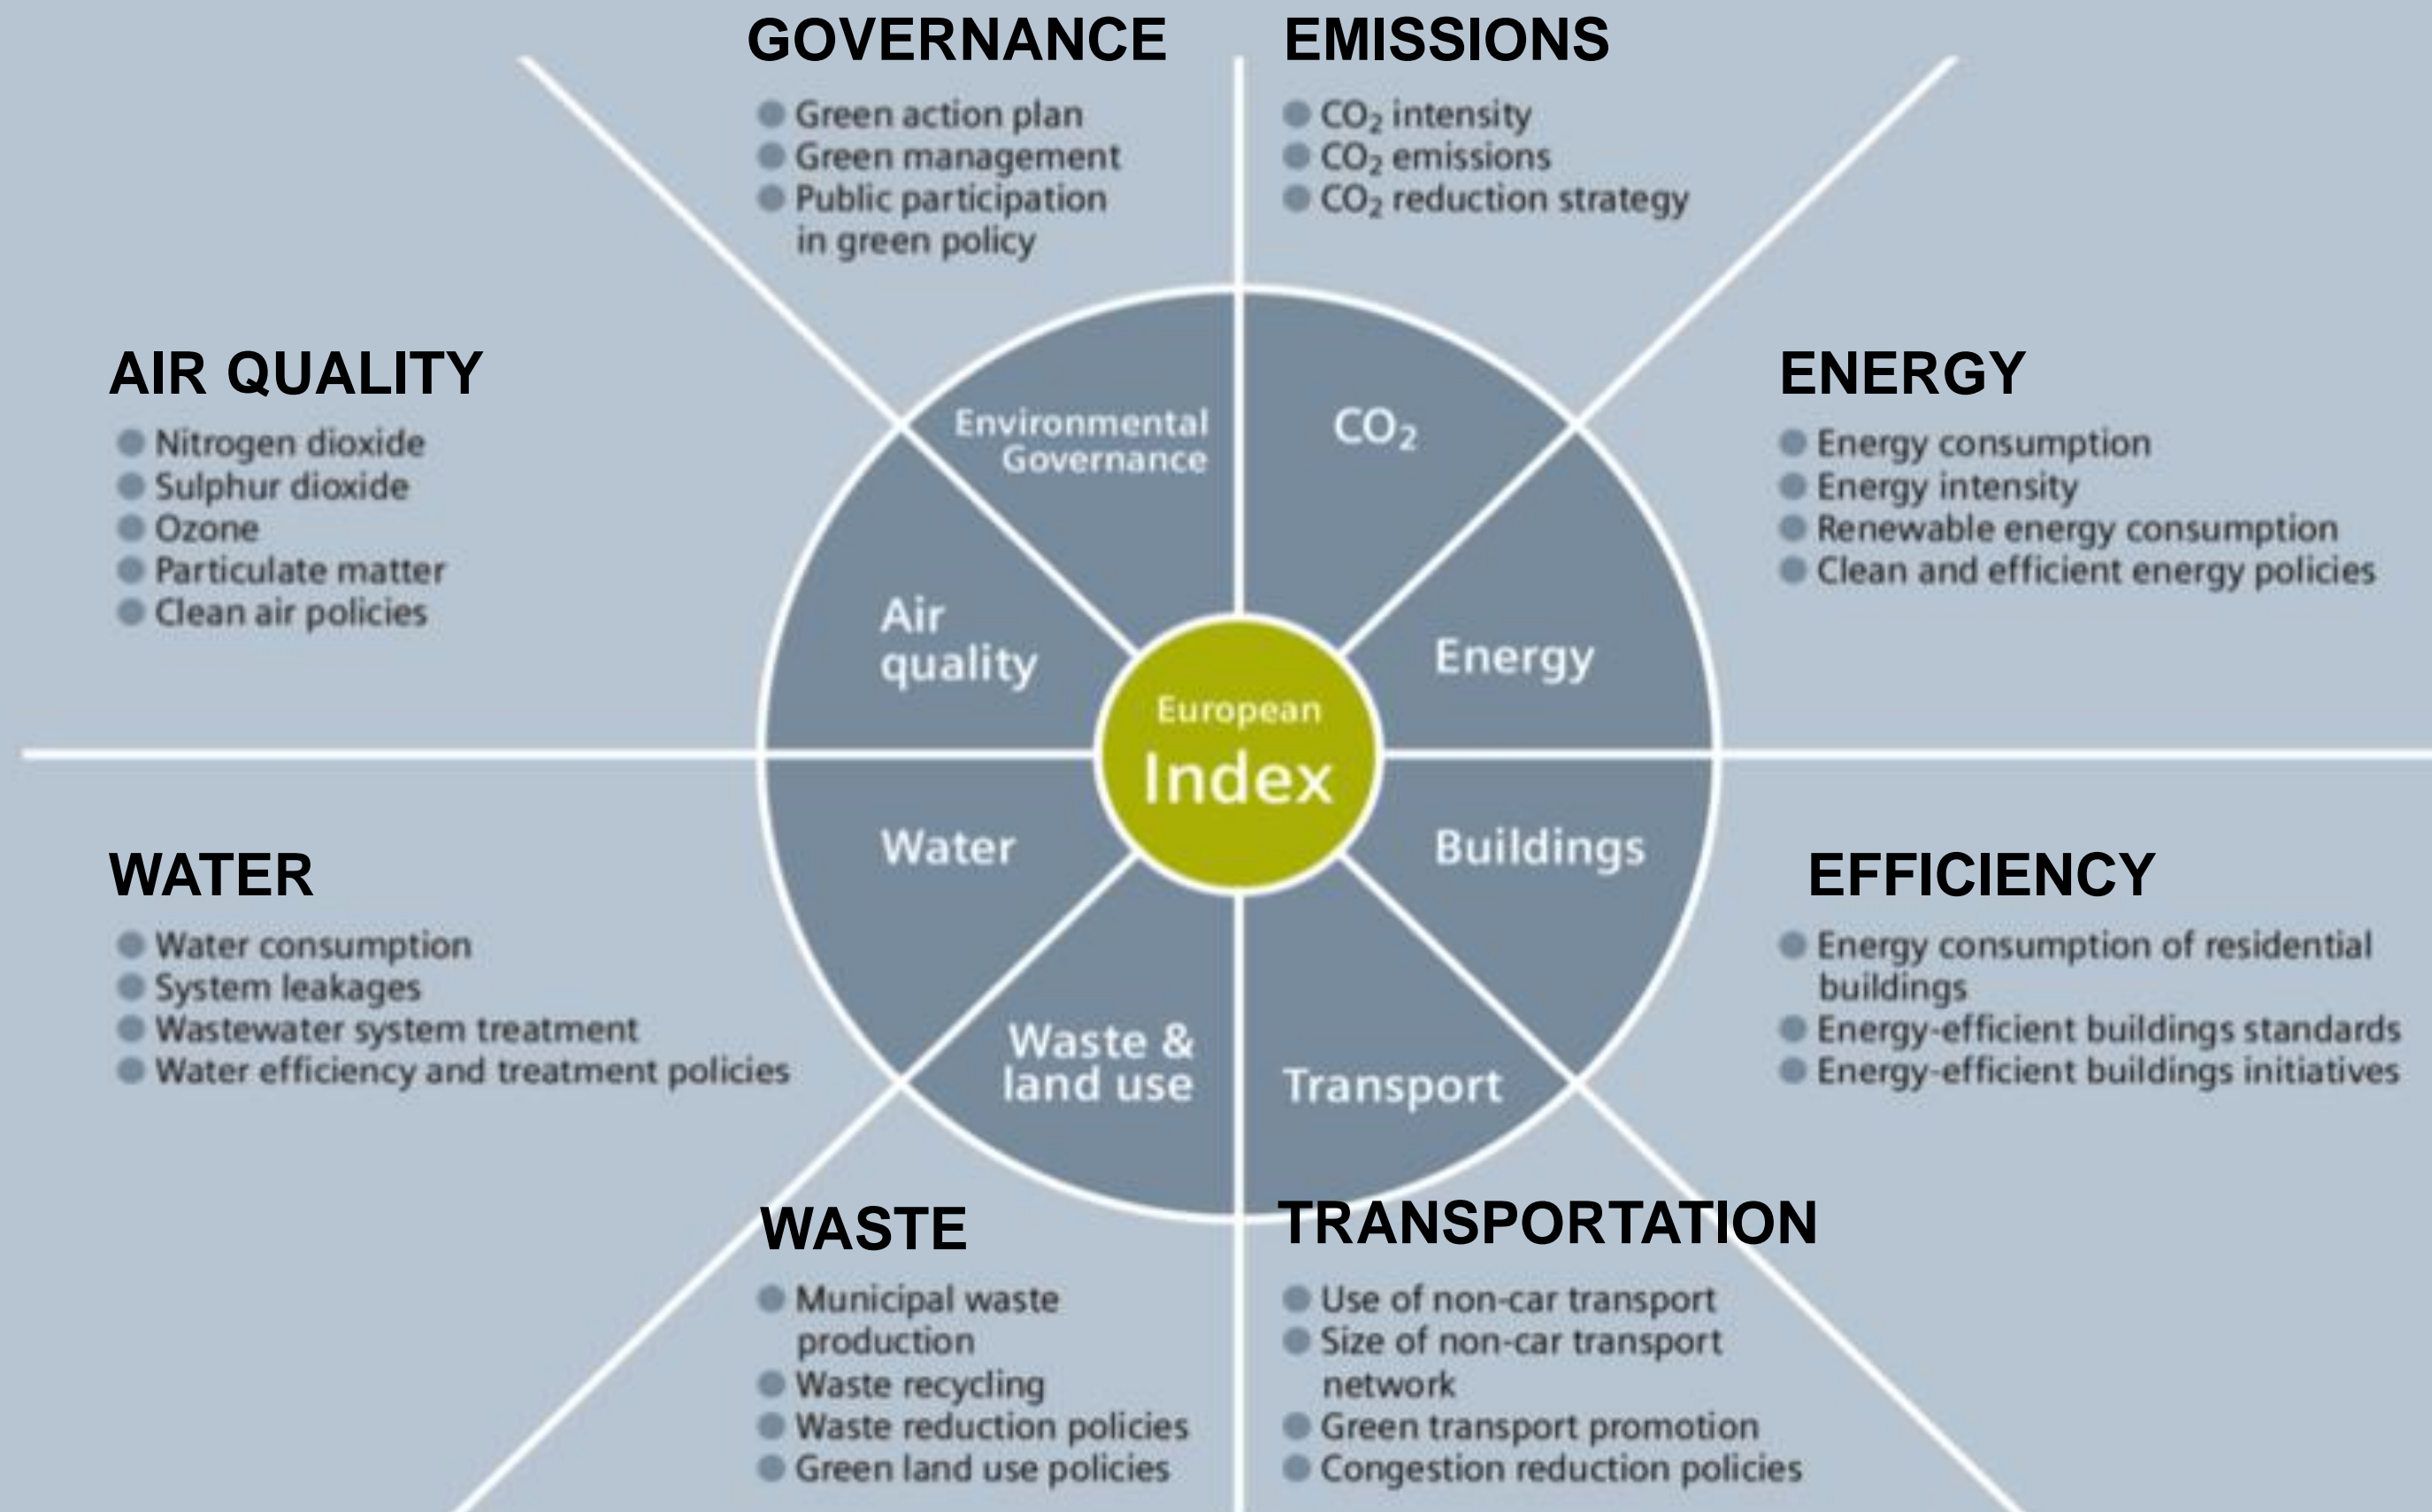 GOVERNANCE
Green action plan
Green management
Public participation
in green policy
EMISSIONS
CO₂ intensity
CO₂ emissions
CO₂ reduction strategy
AIR QUALITY
Nitrogen dioxide
Sulphur dioxide
Ozone
Particulate matter
Clean air policies
ENERGY
Energy consumption
Energy intensity
Renewable energy consumption
Clean and efficient energy policies
Environmental
Governance
CO₂
Air
quality
Energy
European
Index
Water
Buildings
Waste &
land use
Transport
WATER
Water consumption
System leakages
Wastewater system treatment
Water efficiency and treatment policies
EFFICIENCY
Energy consumption of residential
buildings
Energy-efficient buildings standards
Energy-efficient buildings initiatives
WASTE
Municipal waste
production
Waste recycling
Waste reduction policies
Green land use policies
TRANSPORTATION
Use of non-car transport
Size of non-car transport
network
Green transport promotion
Congestion reduction policies